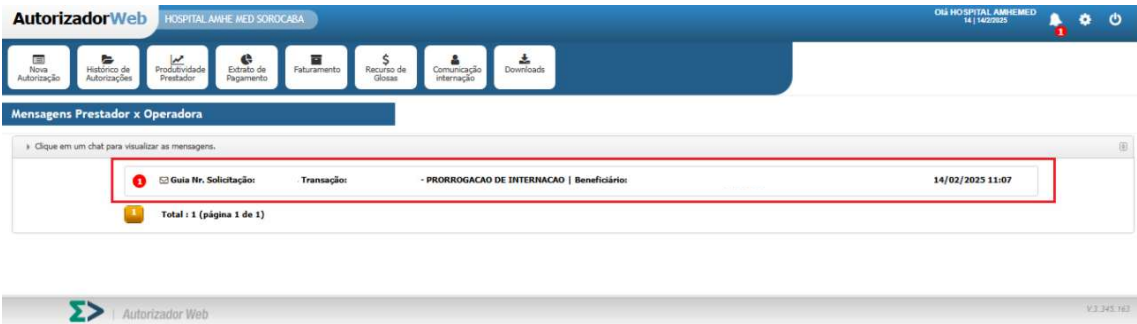 AutorizadorWeb HOSPITAL AMHE MED SOROCABA
Olá HOSPITAL AMHEMED
14 | 14/2/2025
1
Nova Autorização
Histórico de Autorizações
Produtividade Prestador
Extrato de Pagamento
Faturamento
Recurso de Glosas
Comunicação internação
Downloads
Mensagens Prestador x Operadora
Clique em um chat para visualizar as mensagens.
1 Guia Nr. Solicitação: Transação: - PRORROGACAO DE INTERNACAO | Beneficiário: 14/02/2025 11:07
1 Total : 1 (página 1 de 1)
Autorizador Web
V.3.345.163